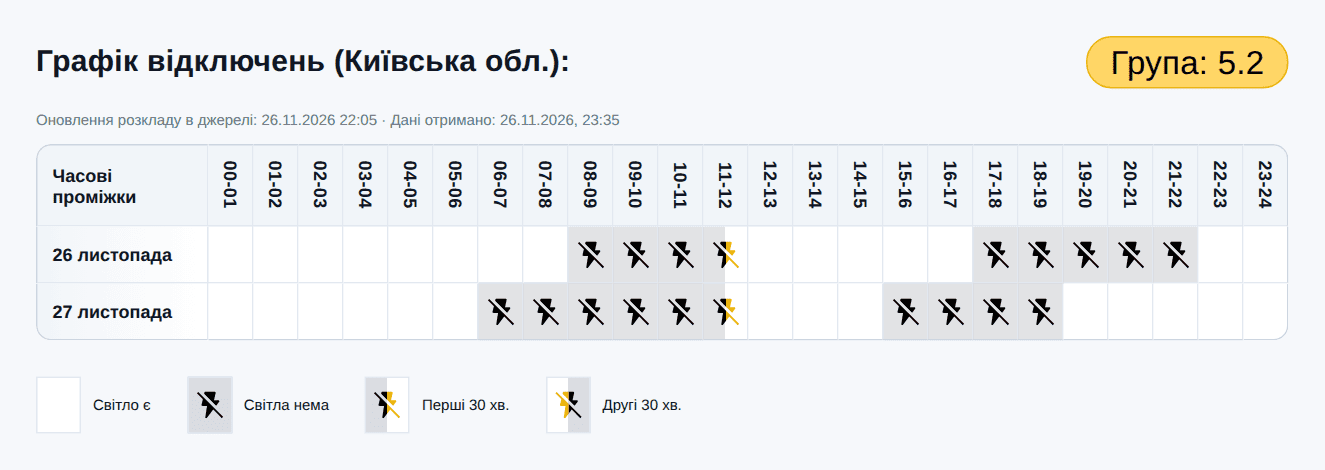 Графік відключень (Київська обл.):
Група: 5.2
Оновлення розкладу в джерелі: 26.11.2026 22:05 · Дані отримано: 26.11.2026, 23:35
Часові
проміжки
00-01
01-02
02-03
03-04
04-05
05-06
06-07
07-08
08-09
09-10
10-11
11-12
12-13
13-14
14-15
15-16
16-17
17-18
18-19
19-20
20-21
21-22
22-23
23-24
26 листопада
27 листопада
Світло є
Світла нема
Перші 30 хв.
Другі 30 хв.